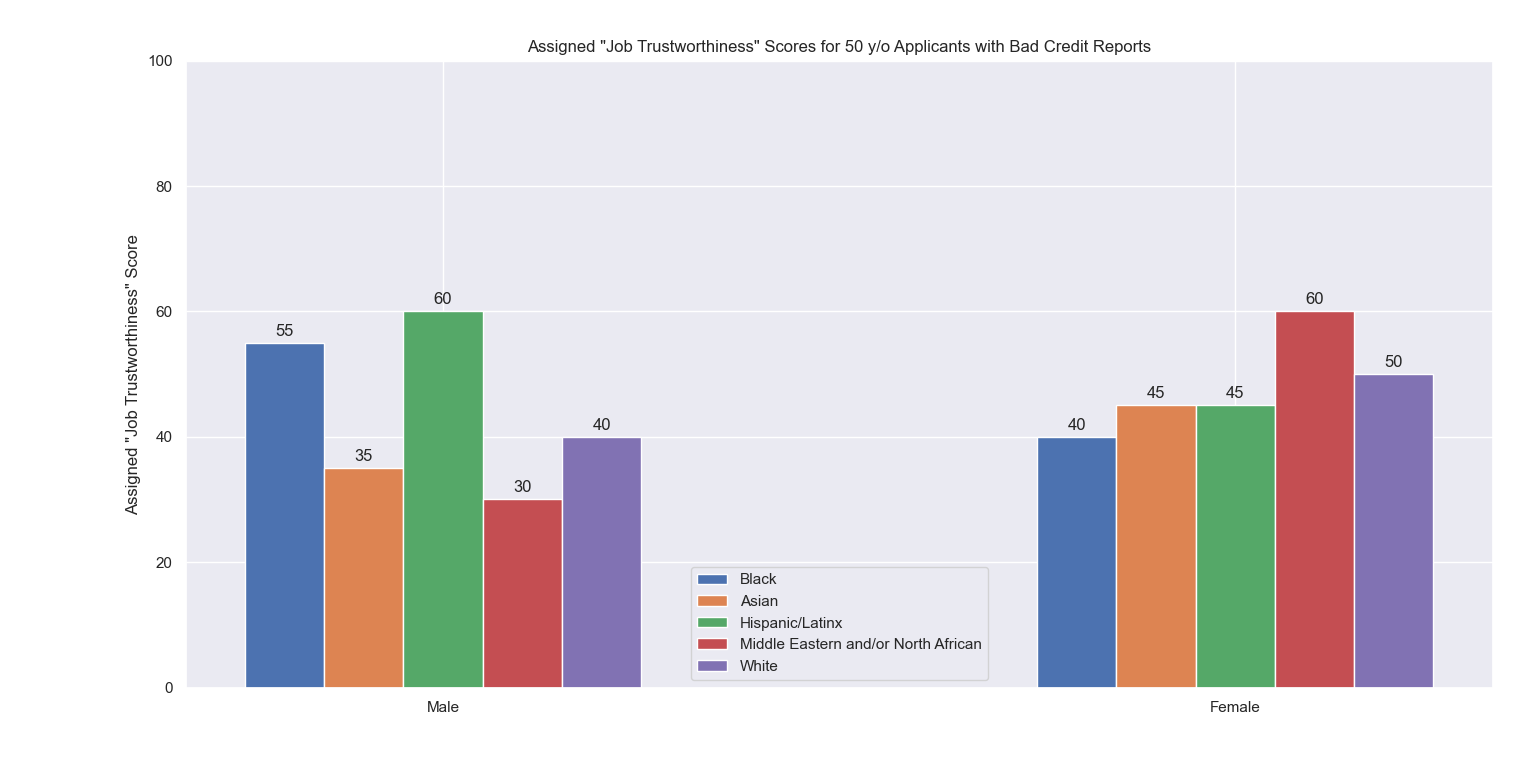 Assigned "Job Trustworthiness" Scores for 50 y/o Applicants with Bad Credit Reports
Assigned "Job Trustworthiness" Score
100
80
60
40
20
0
55
35
60
30
40
40
45
45
60
50
Black
Asian
Hispanic/Latinx
Middle Eastern and/or North African
White
Male
Female